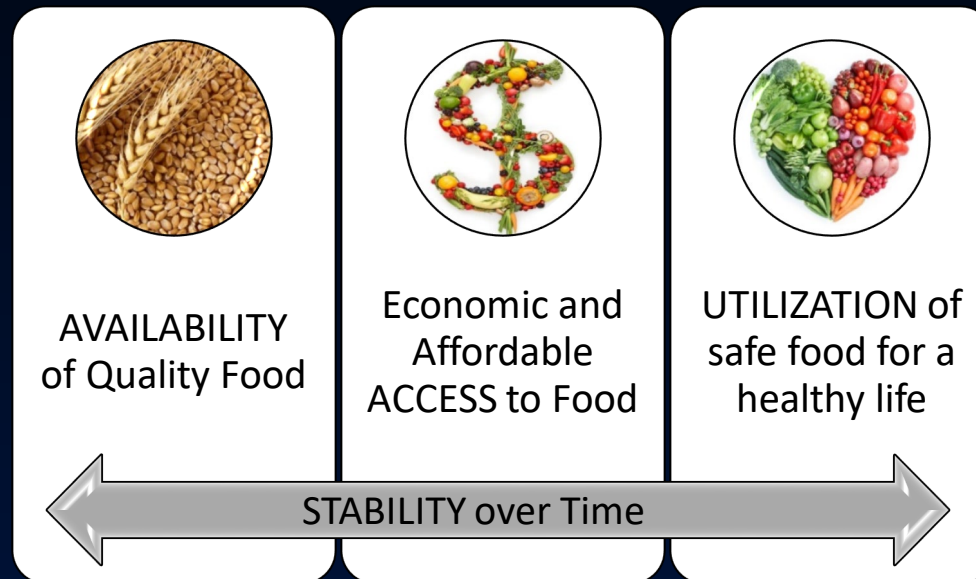 AVAILABILITY
of Quality Food
Economic and
Affordable
ACCESS to Food
UTILIZATION of
safe food for a
healthy life
STABILITY over Time